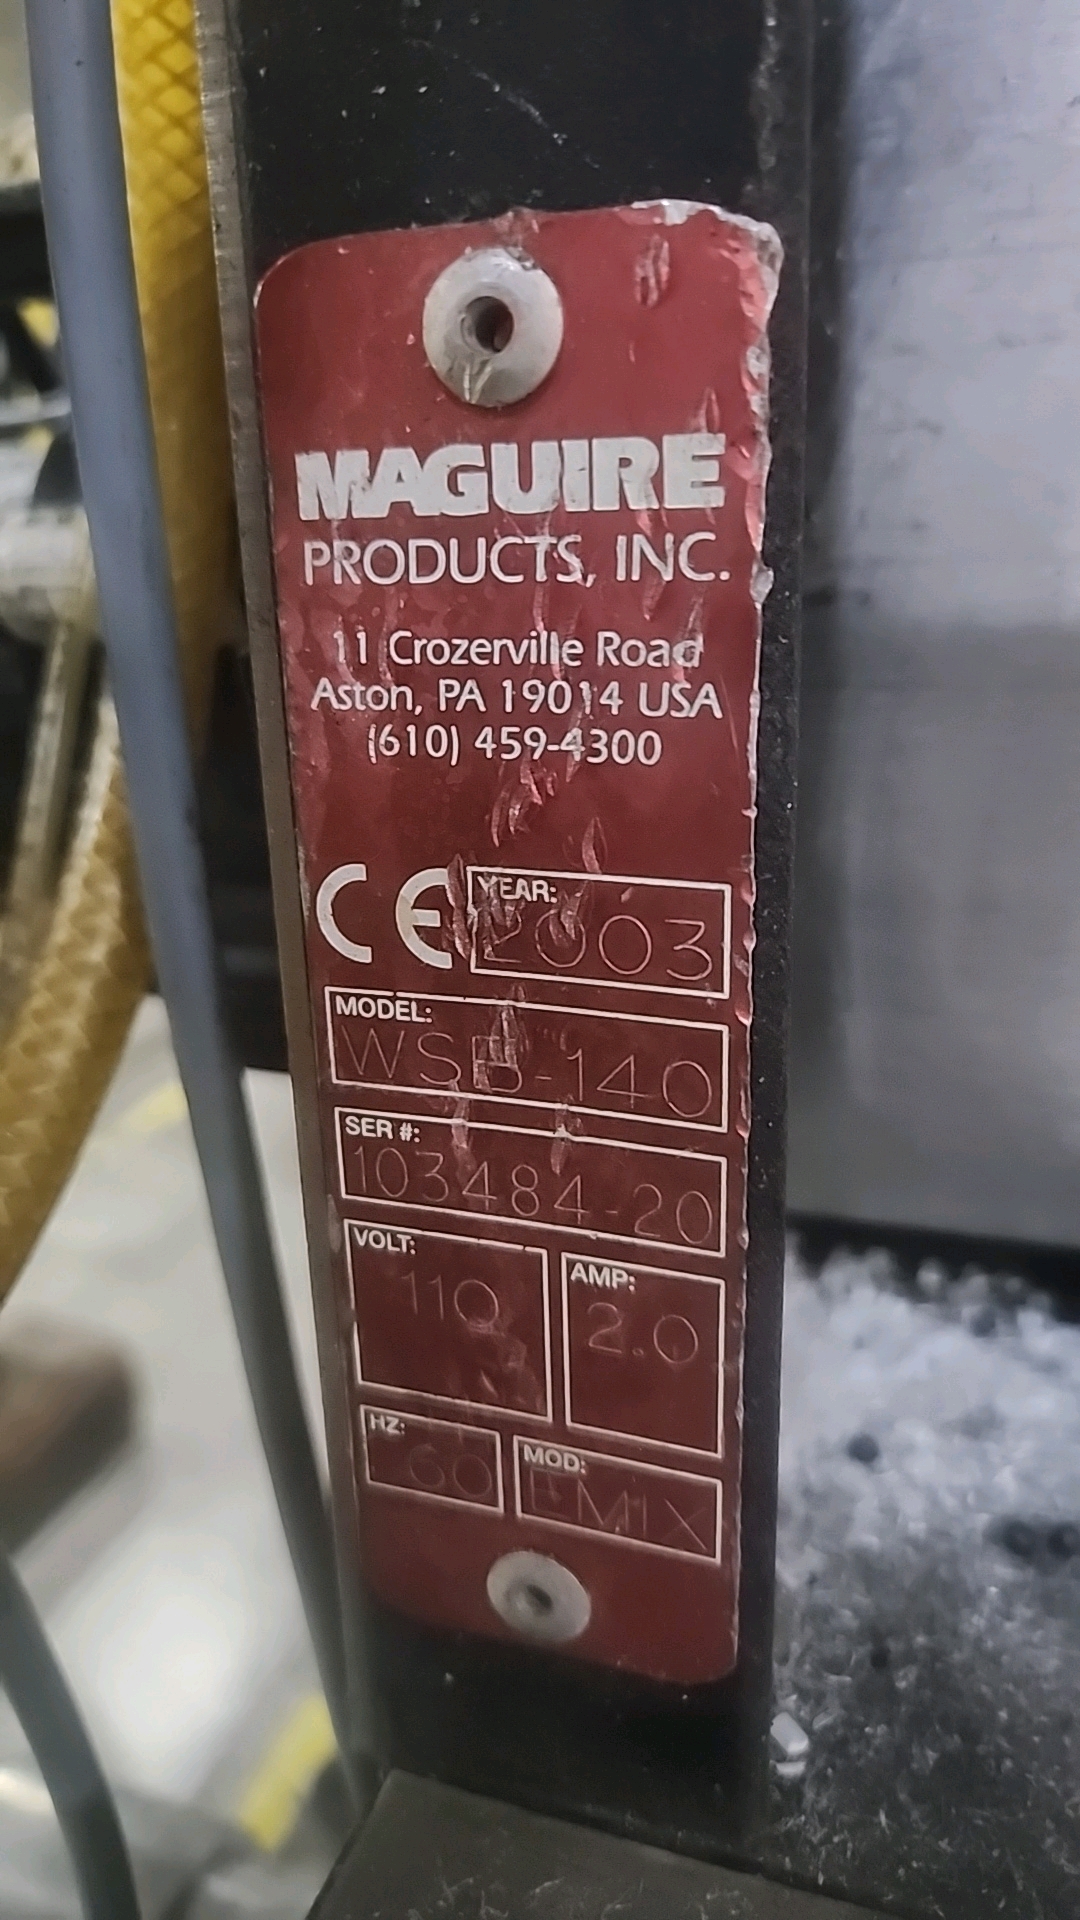 MAGUIRE
PRODUCTS, INC.
11 Crozerville Road
Aston, PA 19014 USA
(610) 459-4300
CE YEAR: 2003
MODEL: WSB-140
SER #: 103484-20
VOLT: 110 AMP: 2.0
HZ: 60 MOD: EMIX